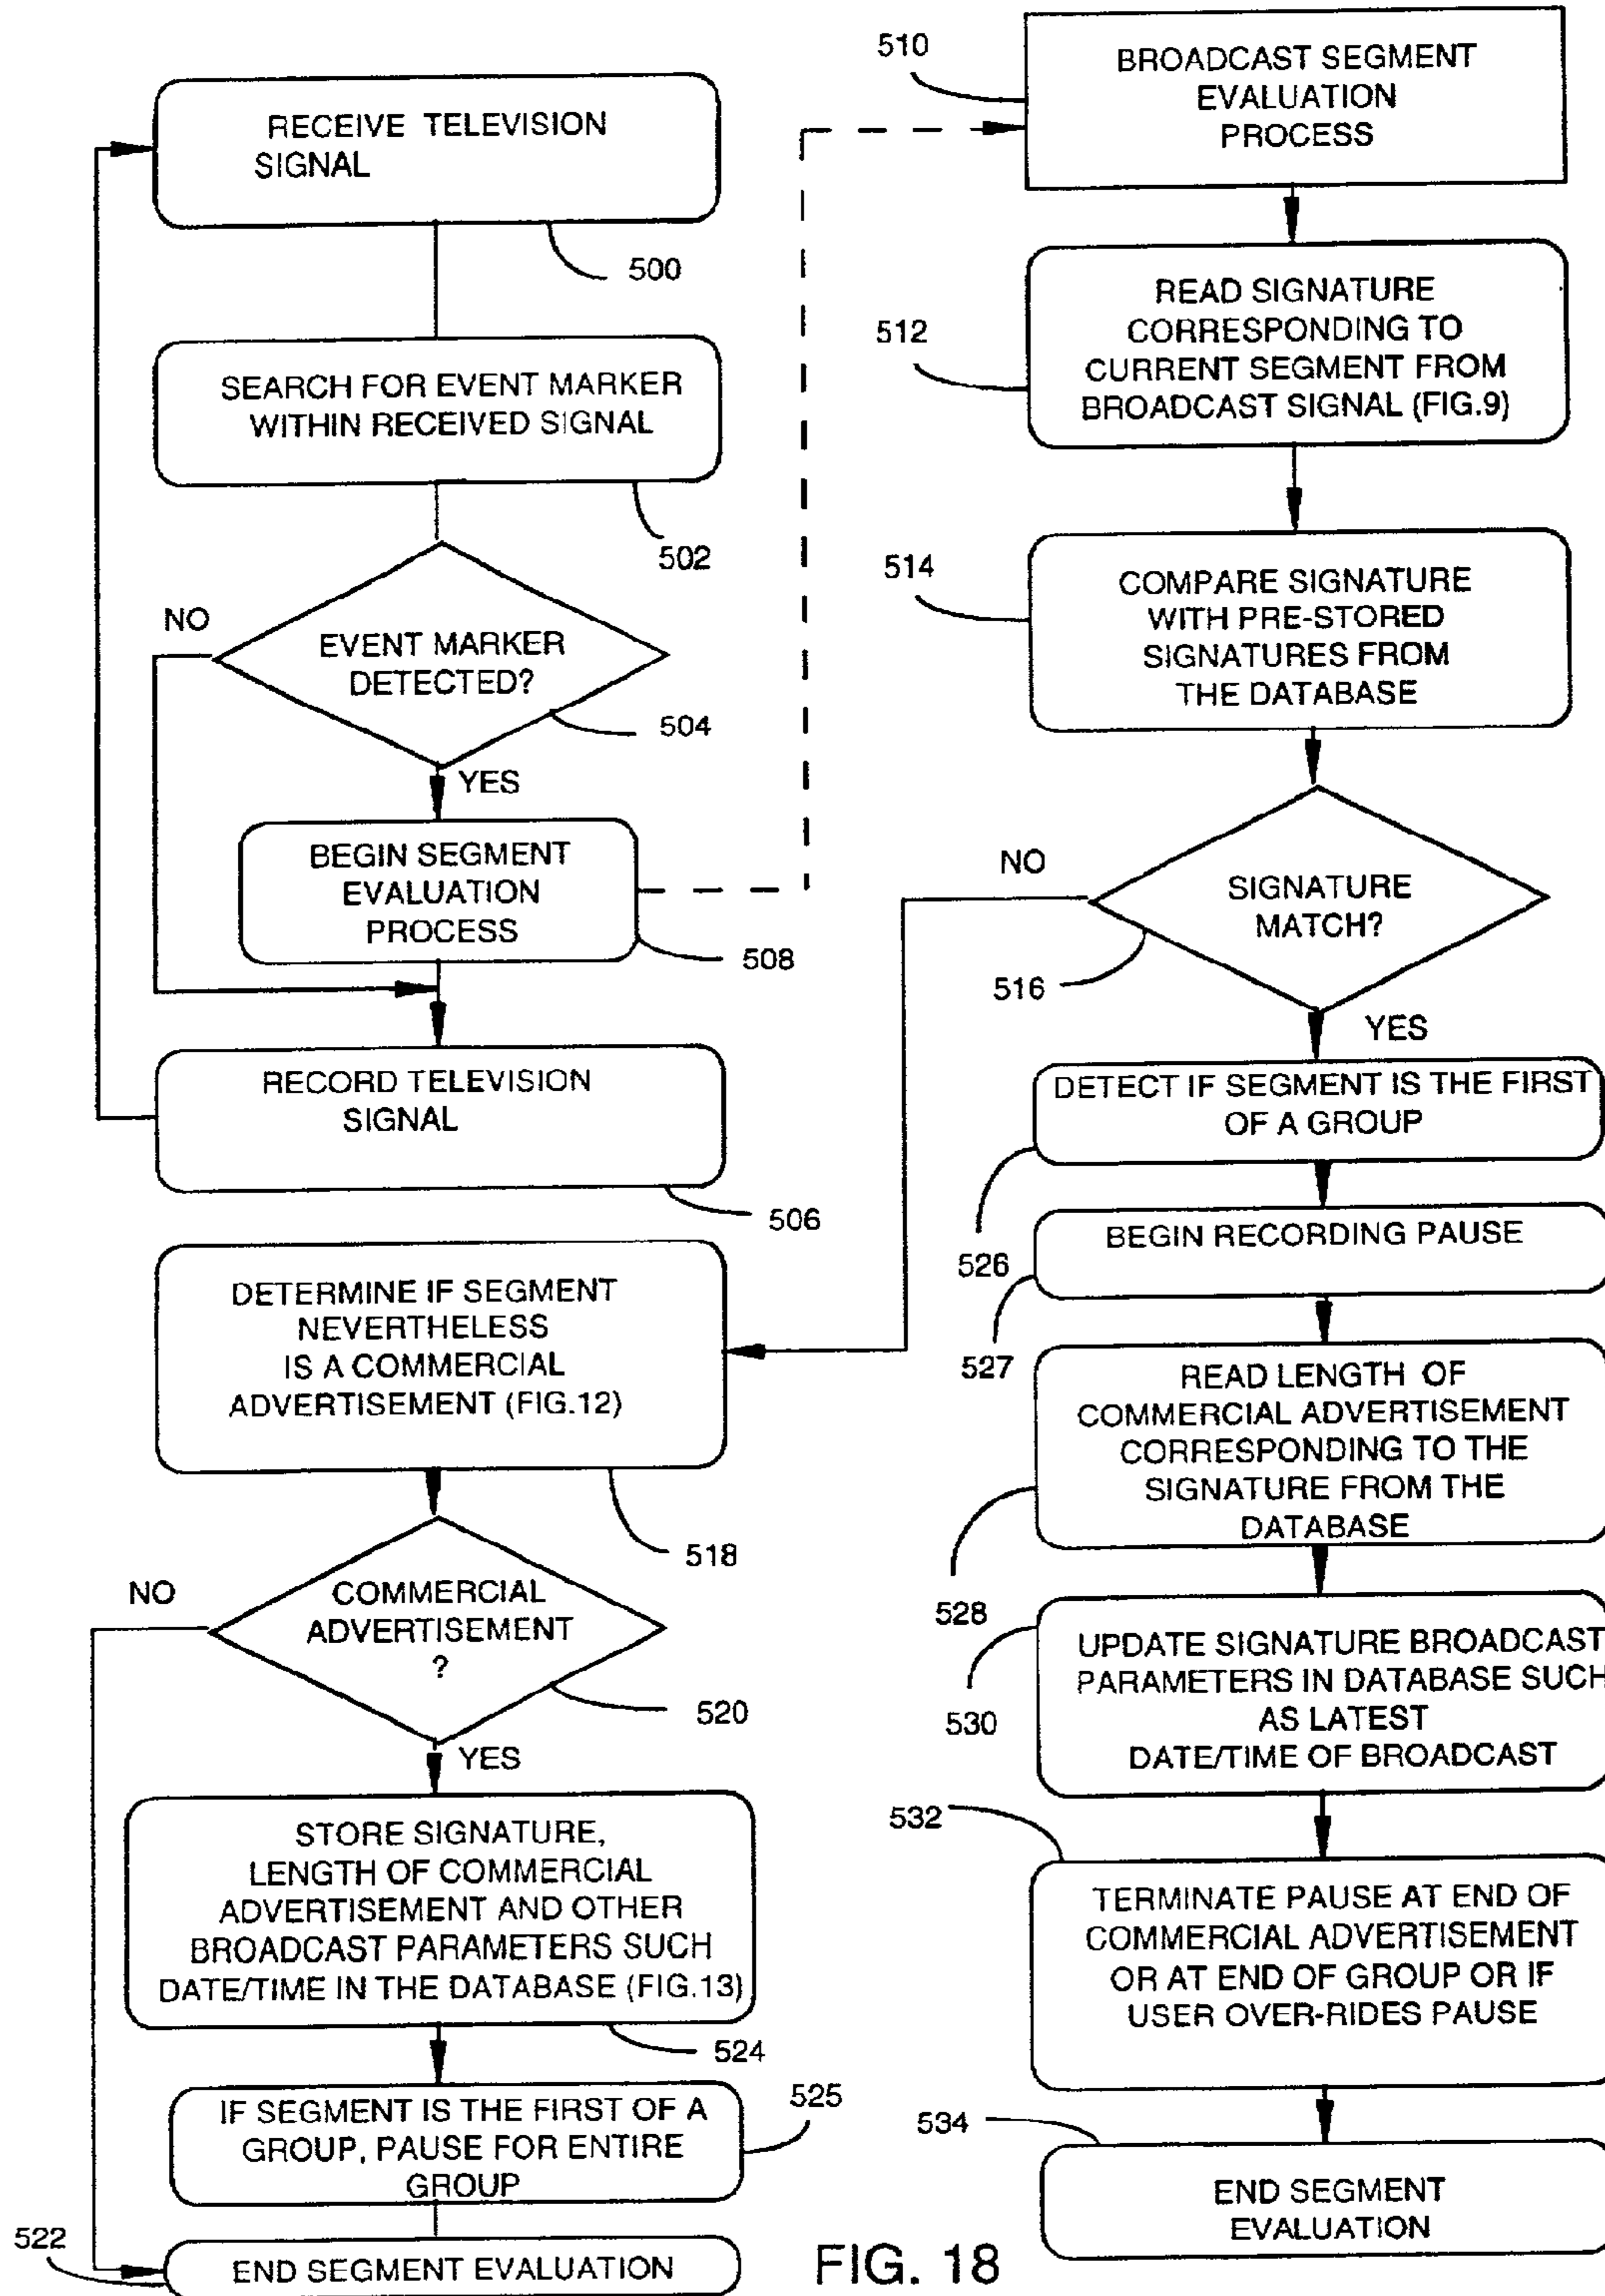 RECEIVE TELEVISION
SIGNAL
500
SEARCH FOR EVENT MARKER
WITHIN RECEIVED SIGNAL
502
NO
EVENT MARKER
DETECTED?
504
YES
BEGIN SEGMENT
EVALUATION
PROCESS
508
RECORD TELEVISION
SIGNAL
506
DETERMINE IF SEGMENT
NEVERTHELESS
IS A COMMERCIAL
ADVERTISEMENT (FIG.12)
518
NO
COMMERCIAL
ADVERTISEMENT
?
520
YES
STORE SIGNATURE,
LENGTH OF COMMERCIAL
ADVERTISEMENT AND OTHER
BROADCAST PARAMETERS SUCH
DATE/TIME IN THE DATABASE (FIG.13)
524
IF SEGMENT IS THE FIRST OF A
GROUP, PAUSE FOR ENTIRE
GROUP
525
522
END SEGMENT EVALUATION
510
BROADCAST SEGMENT
EVALUATION
PROCESS
512
READ SIGNATURE
CORRESPONDING TO
CURRENT SEGMENT FROM
BROADCAST SIGNAL (FIG.9)
514
COMPARE SIGNATURE
WITH PRE-STORED
SIGNATURES FROM
THE DATABASE
NO
SIGNATURE
MATCH?
516
YES
DETECT IF SEGMENT IS THE FIRST
OF A GROUP
526
BEGIN RECORDING PAUSE
527
READ LENGTH OF
COMMERCIAL ADVERTISEMENT
CORRESPONDING TO THE
SIGNATURE FROM THE
DATABASE
528
UPDATE SIGNATURE BROADCAST
PARAMETERS IN DATABASE SUCH
AS LATEST
DATE/TIME OF BROADCAST
530
532
TERMINATE PAUSE AT END OF
COMMERCIAL ADVERTISEMENT
OR AT END OF GROUP OR IF
USER OVER-RIDES PAUSE
534
END SEGMENT
EVALUATION
FIG. 18